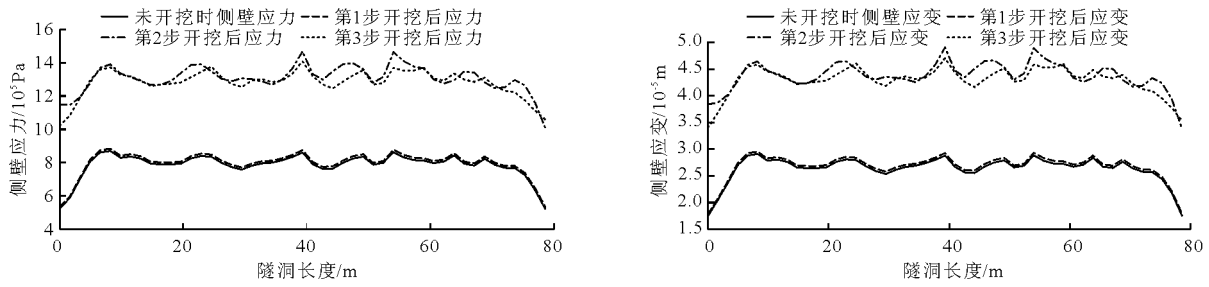 未开挖时侧壁应力 第1步开挖后应力
第2步开挖后应力 第3步开挖后应力
侧壁应力/10⁵Pa
16
14
12
10
8
6
4
0 20 40 60 80
隧洞长度/m
未开挖时侧壁应变 第1步开挖后应变
第2步开挖后应变 第3步开挖后应变
侧壁应变/10⁻⁵m
5.0
4.5
4.0
3.5
3.0
2.5
2.0
1.5
0 20 40 60 80
隧洞长度/m